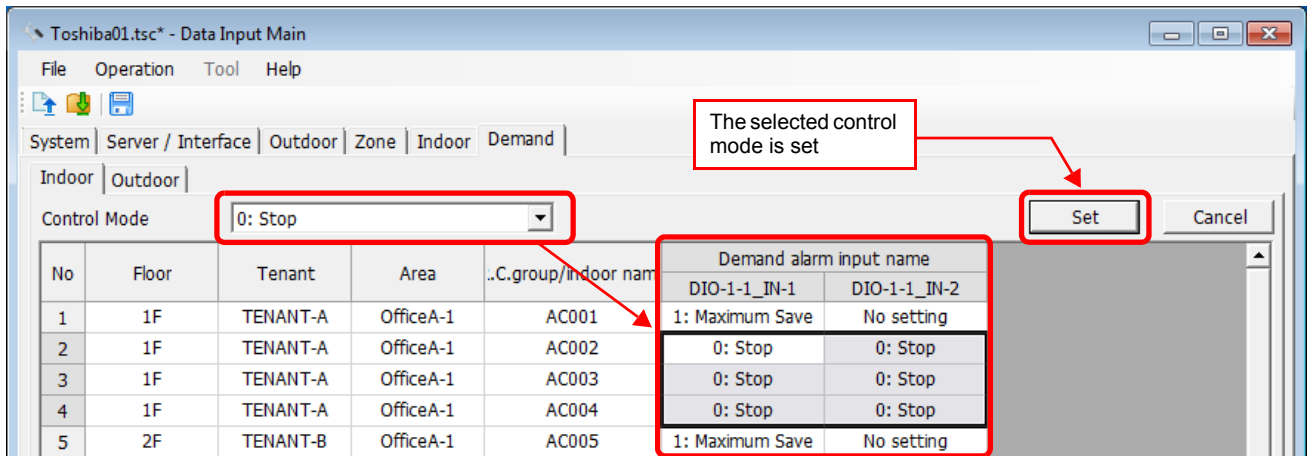 Toshiba01.tsc* - Data Input Main
File Operation Tool Help
The selected control
mode is set
System Server / Interface Outdoor Zone Indoor Demand
Indoor Outdoor
Control Mode 0: Stop Set Cancel
No Floor Tenant Area .C.group/indoor nam Demand alarm input name
DIO-1-1_IN-1 DIO-1-1_IN-2
1 1F TENANT-A OfficeA-1 AC001 1: Maximum Save No setting
2 1F TENANT-A OfficeA-1 AC002 0: Stop 0: Stop
3 1F TENANT-A OfficeA-1 AC003 0: Stop 0: Stop
4 1F TENANT-A OfficeA-1 AC004 0: Stop 0: Stop
5 2F TENANT-B OfficeA-1 AC005 1: Maximum Save No setting